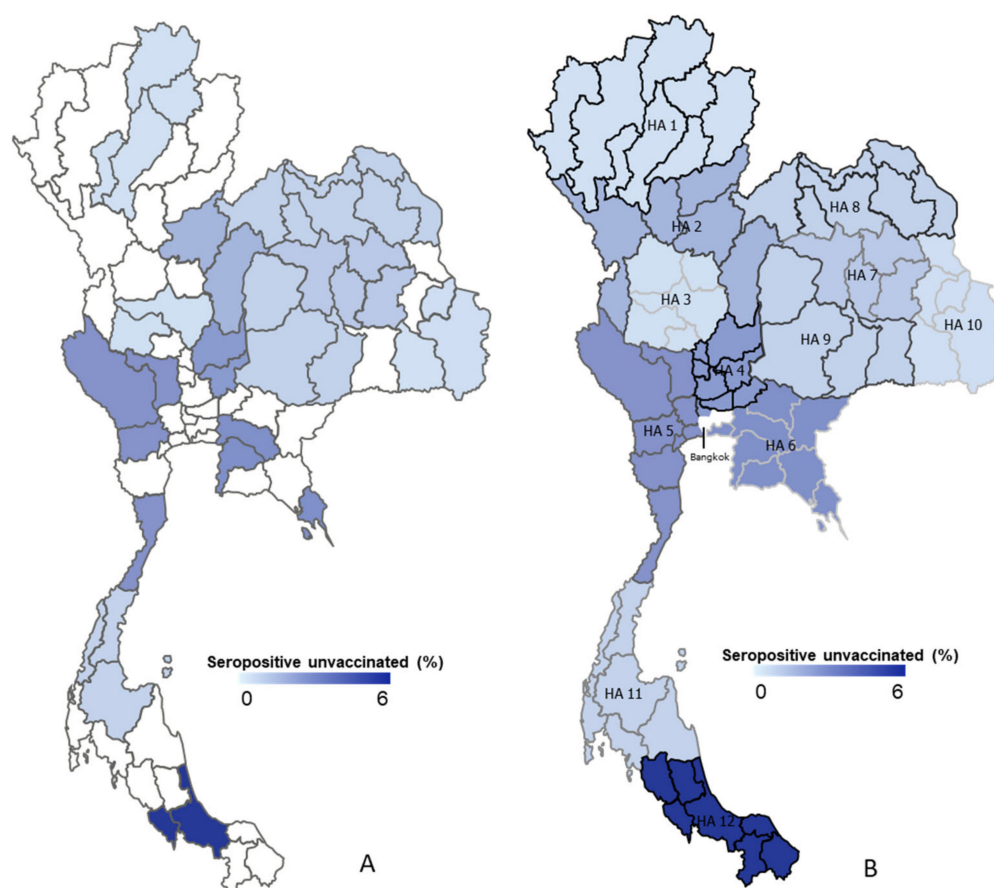 HA 1
HA 2
HA 8
HA 7
HA 3
HA 10
HA 9
HA 4
HA 5
HA 6
Bangkok
Seropositive unvaccinated (%)
0 6
Seropositive unvaccinated (%)
0 6
HA 11
HA 12
A
B